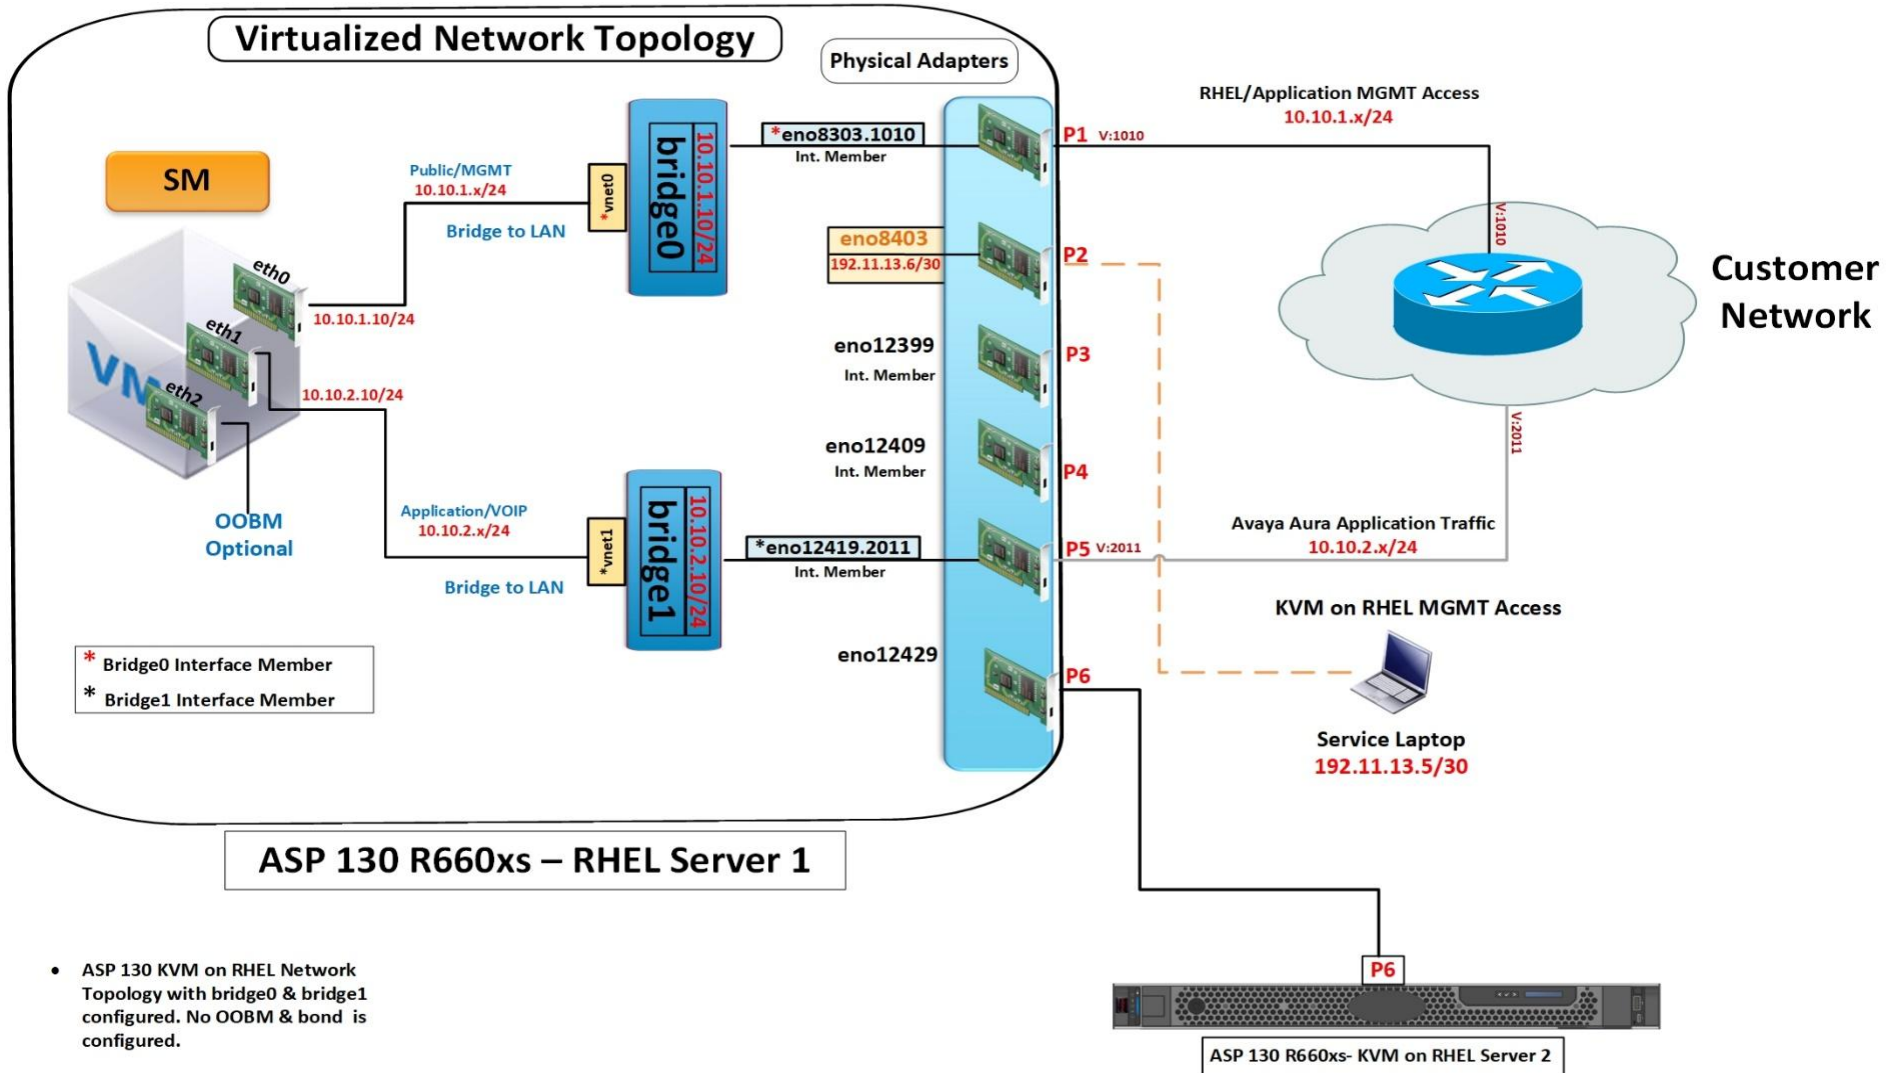 Virtualized Network Topology
Physical Adapters
RHEL/Application MGMT Access
10.10.1.x/24
*eno8303.1010
Int. Member
P1 V:1010
SM
Public/MGMT
10.10.1.x/24
Bridge to LAN
*vnet0
bridge0
10.10.1.10/24
eno8403
192.11.13.6/30
P2
V:1010
Customer
Network
eth0
10.10.1.10/24
eth1
VM
eth2
10.10.2.10/24
eno12399
Int. Member
P3
eno12409
Int. Member
P4
V:2011
OOBM
Optional
Application/VOIP
10.10.2.x/24
Bridge to LAN
*vnet1
bridge1
10.10.2.10/24
*eno12419.2011
Int. Member
P5 V:2011
Avaya Aura Application Traffic
10.10.2.x/24
KVM on RHEL MGMT Access
eno12429
P6
* Bridge0 Interface Member
* Bridge1 Interface Member
Service Laptop
192.11.13.5/30
ASP 130 R660xs – RHEL Server 1
• ASP 130 KVM on RHEL Network
Topology with bridge0 & bridge1
configured. No OOBM & bond is
configured.
P6
ASP 130 R660xs- KVM on RHEL Server 2